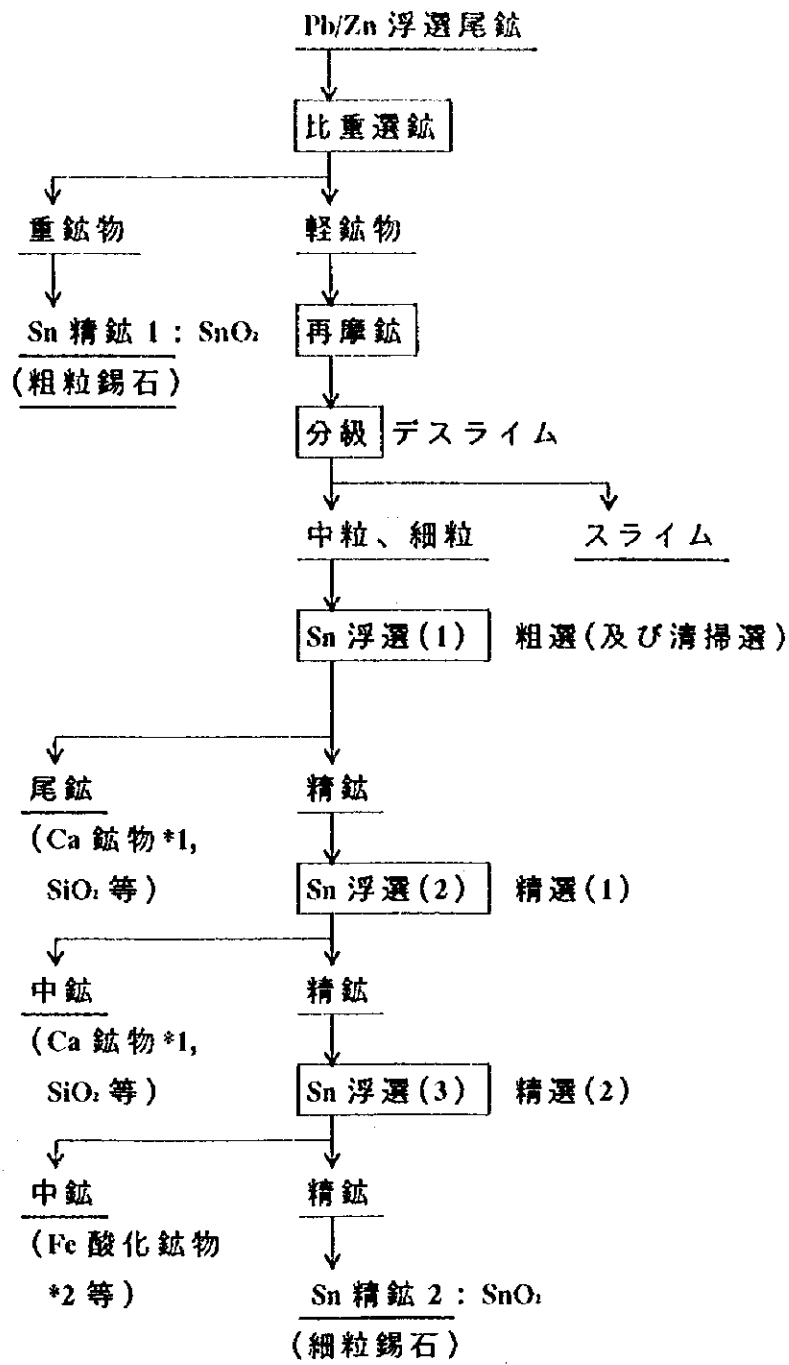 Pb/Zn 浮選尾鉱
比重選鉱
重鉱物 軽鉱物
Sn 精鉱 1 : SnO₂ 再摩鉱
(粗粒錫石)
分級 デスライム
中粒、細粒 スライム
Sn 浮選(1) 粗選(及び清掃選)
尾鉱 精鉱
(Ca 鉱物 *1,
SiO₂ 等) Sn 浮選(2) 精選(1)
中鉱 精鉱
(Ca 鉱物 *1,
SiO₂ 等) Sn 浮選(3) 精選(2)
中鉱 精鉱
(Fe 酸化鉱物
*2 等) Sn 精鉱 2 : SnO₂
(細粒錫石)